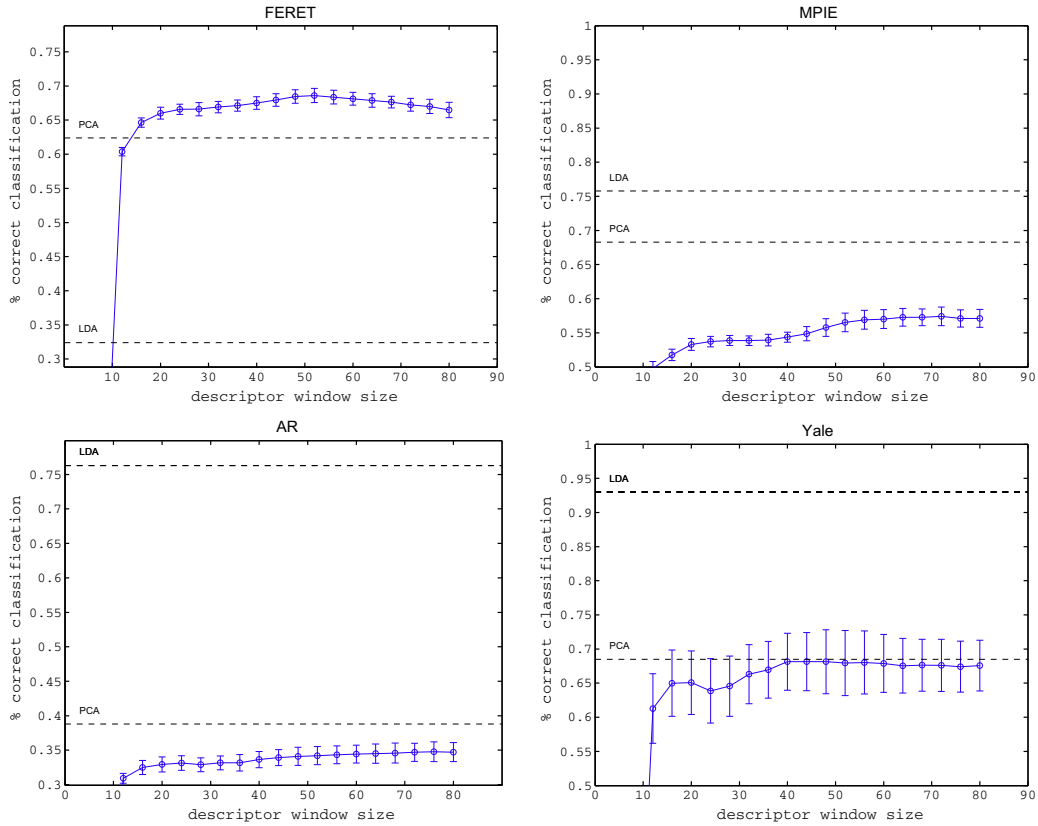 FERET
0.75
0.7
0.65
0.6
0.55
0.5
0.45
0.4
0.35
0.3
PCA
LDA
% correct classification
10 20 30 40 50 60 70 80 90
descriptor window size
MPIE
1
0.95
0.9
0.85
0.8
0.75
0.7
0.65
0.6
0.55
0.5
LDA
PCA
% correct classification
0 10 20 30 40 50 60 70 80 90
descriptor window size
AR
LDA
0.75
0.7
0.65
0.6
0.55
0.5
0.45
0.4
0.35
0.3
PCA
% correct classification
0 10 20 30 40 50 60 70 80
descriptor window size
Yale
1
0.95
0.9
0.85
0.8
0.75
0.7
0.65
0.6
0.55
0.5
LDA
PCA
% correct classification
0 10 20 30 40 50 60 70 80 90
descriptor window size